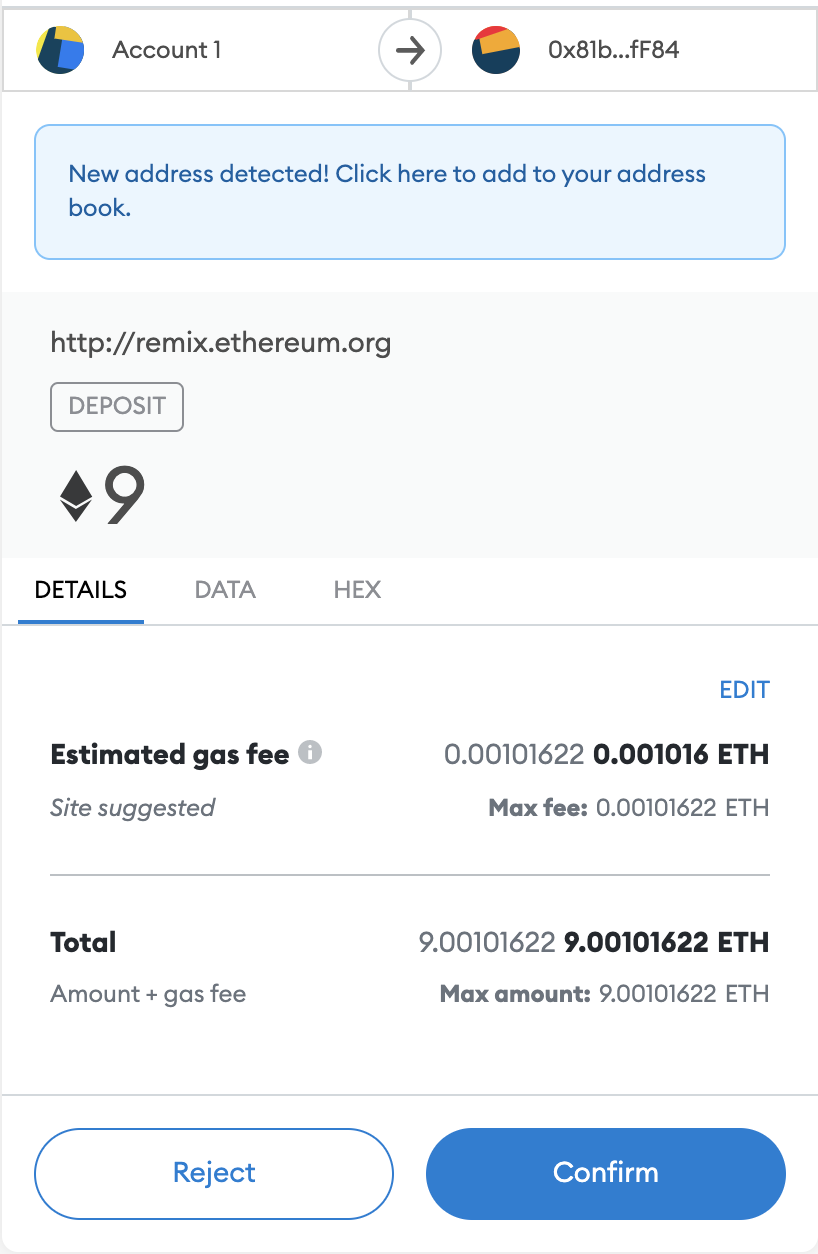 Account 1
0x81b...fF84
New address detected! Click here to add to your address
book.
http://remix.ethereum.org
DEPOSIT
9
DETAILS DATA HEX
EDIT
Estimated gas fee i 0.00101622 0.001016 ETH
Site suggested Max fee: 0.00101622 ETH
Total 9.00101622 9.00101622 ETH
Amount + gas fee Max amount: 9.00101622 ETH
Reject Confirm